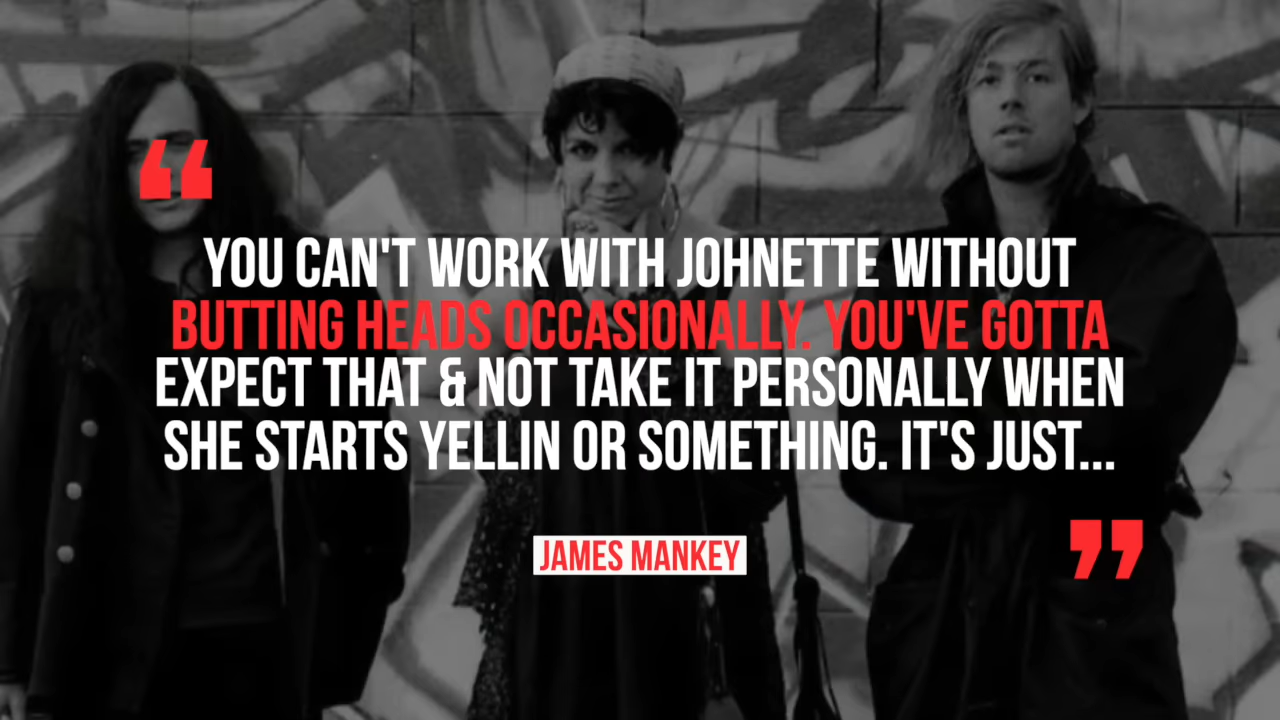 “
YOU CAN'T WORK WITH JOHNETTE WITHOUT
BUTTING HEADS OCCASIONALLY. YOU'VE GOTTA
EXPECT THAT & NOT TAKE IT PERSONALLY WHEN
SHE STARTS YELLIN OR SOMETHING. IT'S JUST...
”
JAMES MANKEY